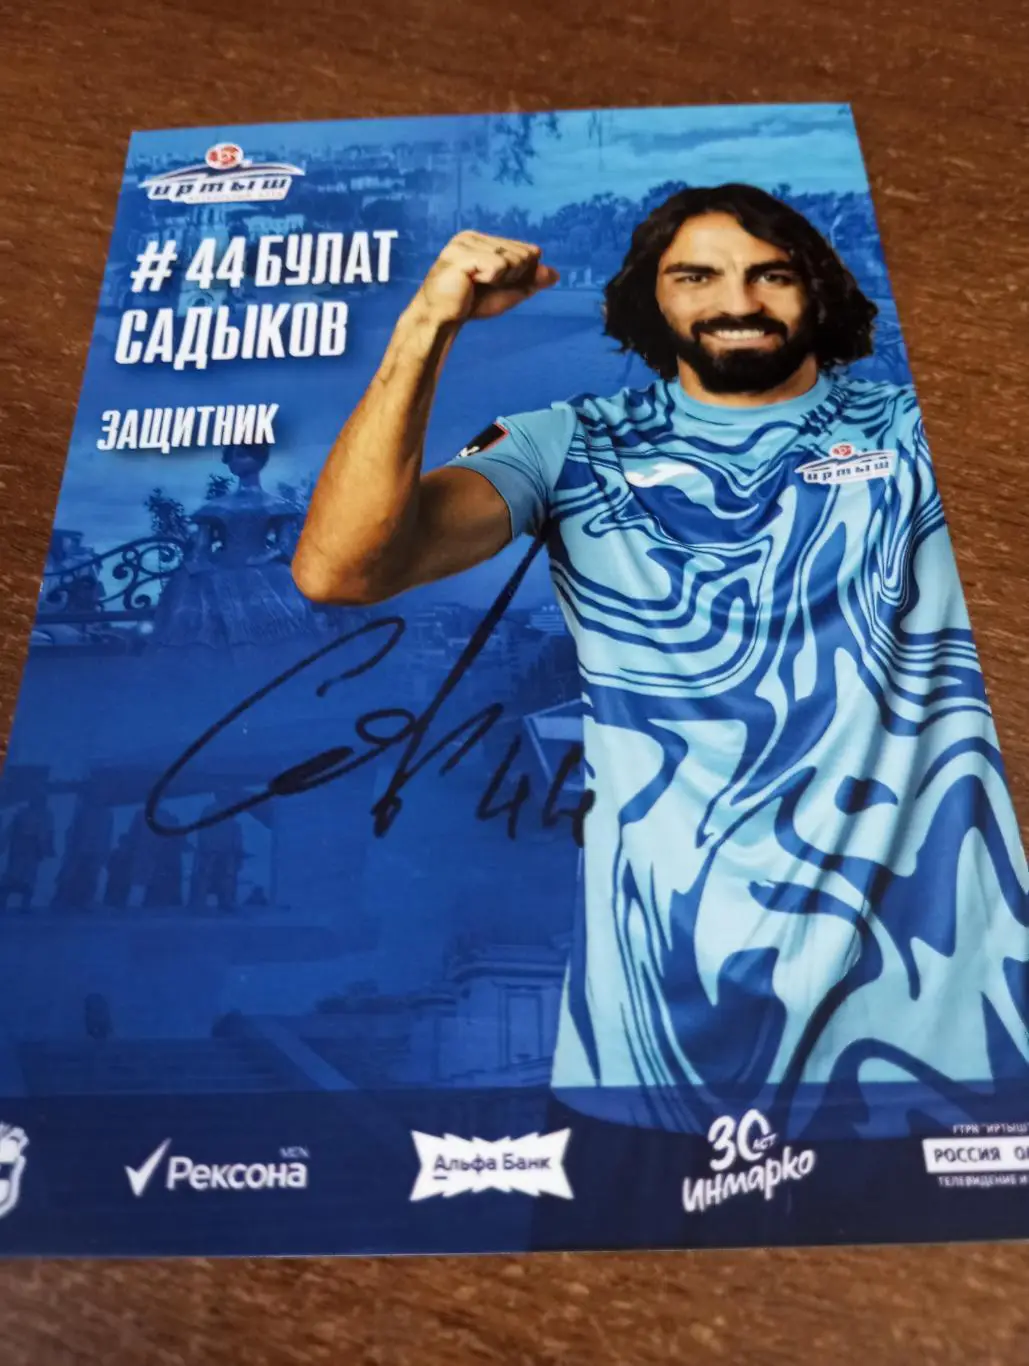 иртыш
# 44 БУЛАТ
САДЫКОВ
ЗАЩИТНИК
иртыш
44
MEN
Рексона
Альфа Банк
30 лет
инмарко
ГТРК "ИРТЫШ
РОССИЯ
ТЕЛЕВИДЕНИЕ И